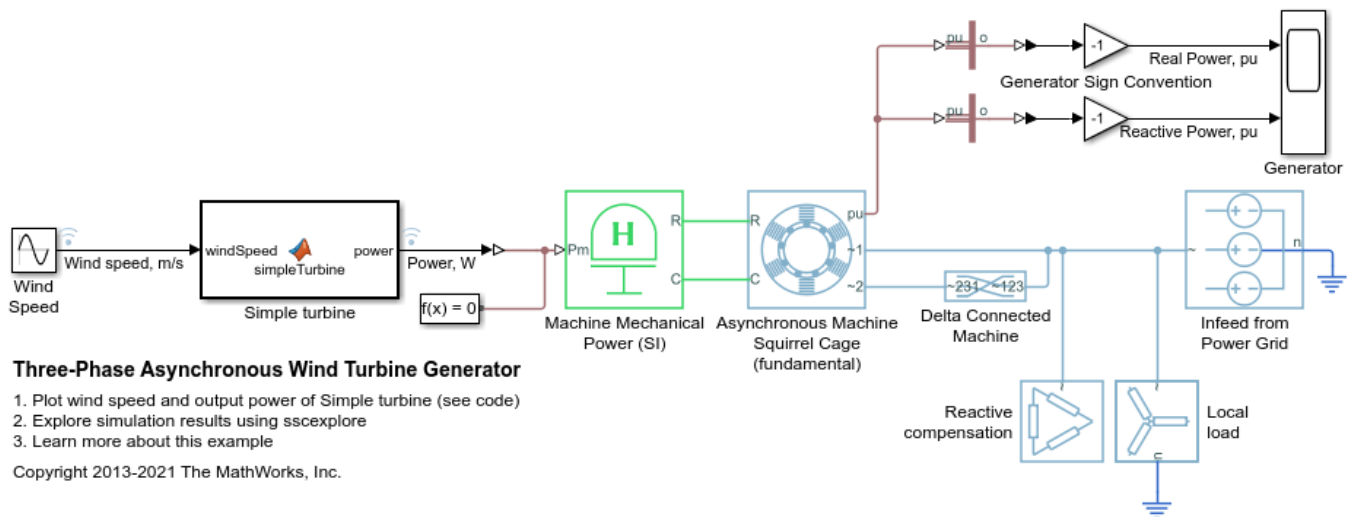 pu
o
-1
Real Power, pu
Generator Sign Convention
pu
o
-1
Reactive Power, pu
Generator
Wind speed, m/s
Wind
Speed
windSpeed
simpleTurbine
power
Simple turbine
Power, W
f(x) = 0
Pm
H
R
C
Machine Mechanical
Power (SI)
R
C
pu
~1
~2
Asynchronous Machine
Squirrel Cage
(fundamental)
~231
~123
Delta Connected
Machine
~
n
Infeed from
Power Grid
~
Reactive
compensation
~
n
Local
load
Three-Phase Asynchronous Wind Turbine Generator
1. Plot wind speed and output power of Simple turbine (see code)
2. Explore simulation results using sscexplore
3. Learn more about this example
Copyright 2013-2021 The MathWorks, Inc.